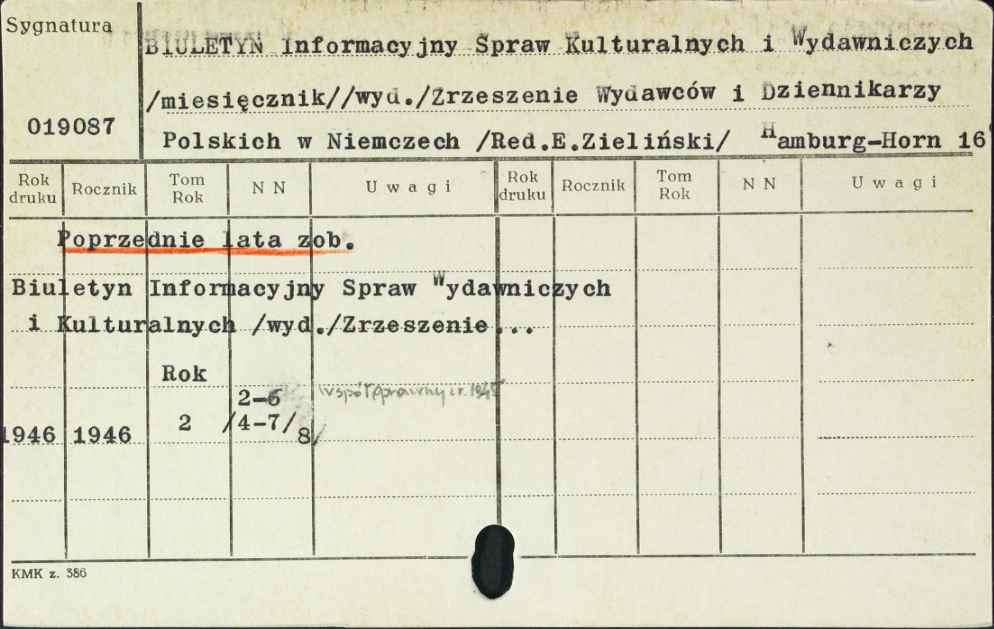 Sygnatura
BIULETYN Informacyjny Spraw Kulturalnych i Wydawniczych
/miesięcznik//wyd./Zrzeszenie Wydawców i Dziennikarzy
019087
Polskich w Niemczech /Red.E.Zieliński/ Hamburg-Horn 16
Rok druku Rocznik Tom Rok N N U w a g i Rok druku Rocznik Tom Rok N N U w a g i
Poprzednie lata zob.
Biuletyn Informacyjny Spraw Wydawniczych
i Kulturalnych /wyd./Zrzeszenie...
Rok
2-6
1946 1946 2 /4-7/8/
KMK z. 386